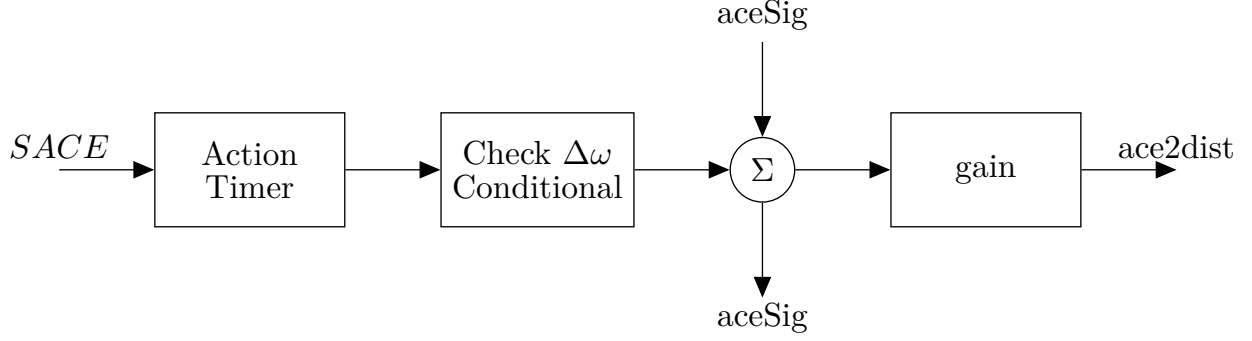 aceSig
SACE
Action
Timer
Check Δω
Conditional
Σ
gain
ace2dist
aceSig